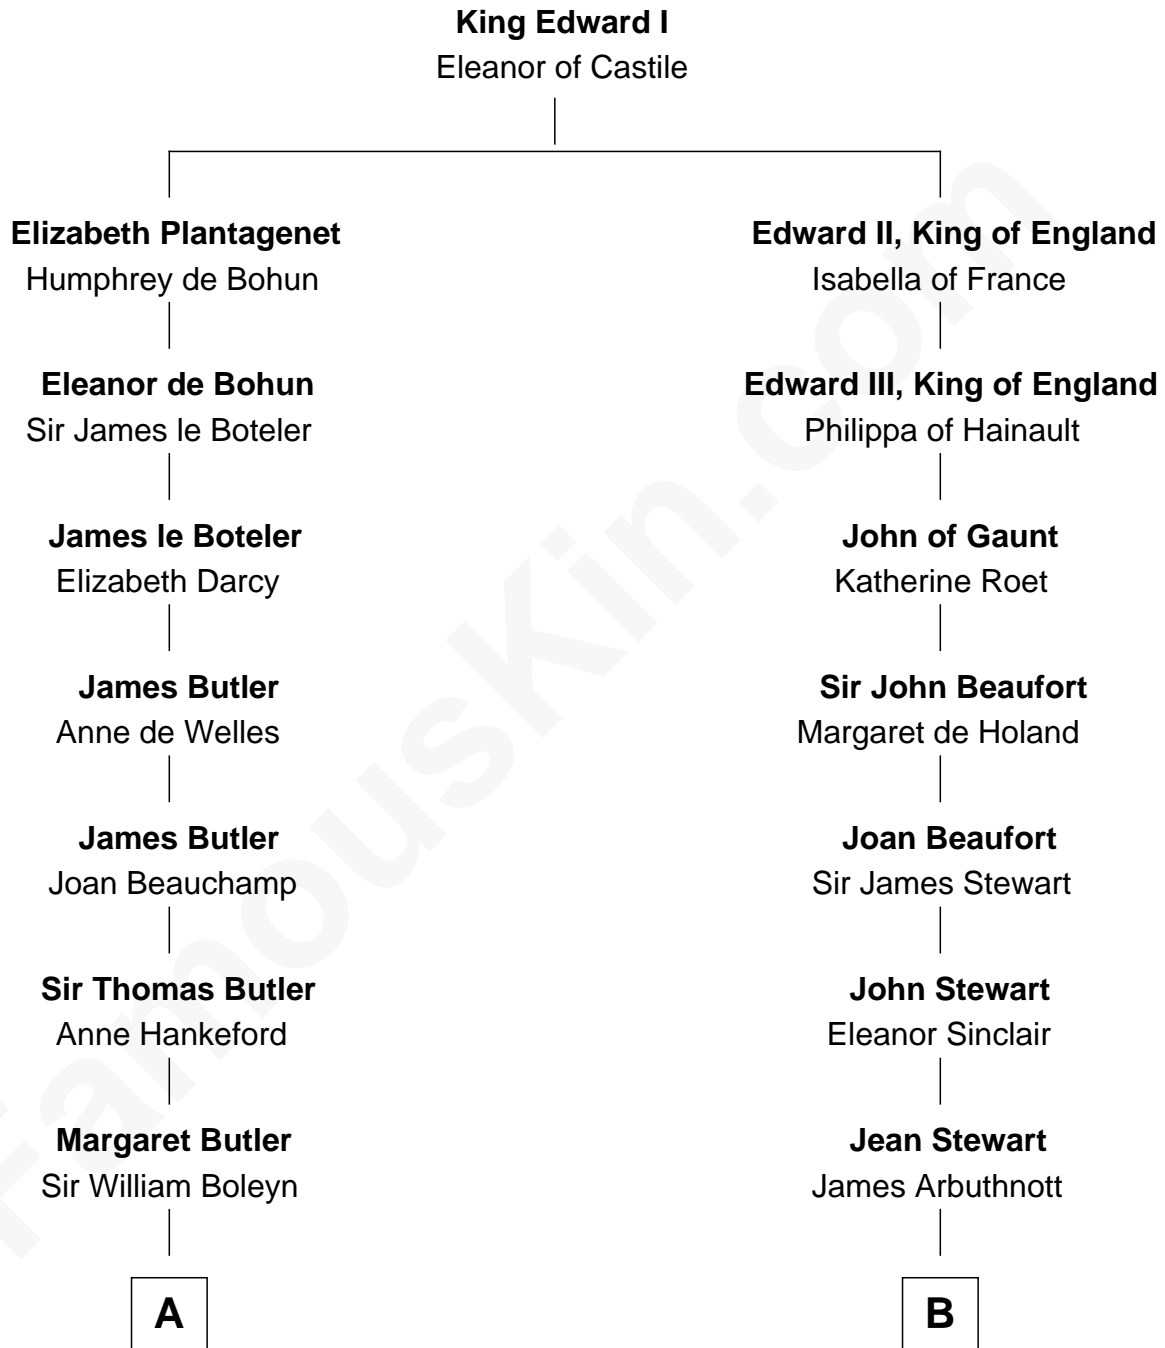 King Edward I
Eleanor of Castile
Elizabeth Plantagenet
Humphrey de Bohun
Edward II, King of England
Isabella of France
Eleanor de Bohun
Sir James le Boteler
Edward III, King of England
Philippa of Hainault
James le Boteler
Elizabeth Darcy
John of Gaunt
Katherine Roet
James Butler
Anne de Welles
Sir John Beaufort
Margaret de Holand
James Butler
Joan Beauchamp
Joan Beaufort
Sir James Stewart
Sir Thomas Butler
Anne Hankeford
John Stewart
Eleanor Sinclair
Margaret Butler
Sir William Boleyn
Jean Stewart
James Arbuthnott
A
B
FamousKin.com